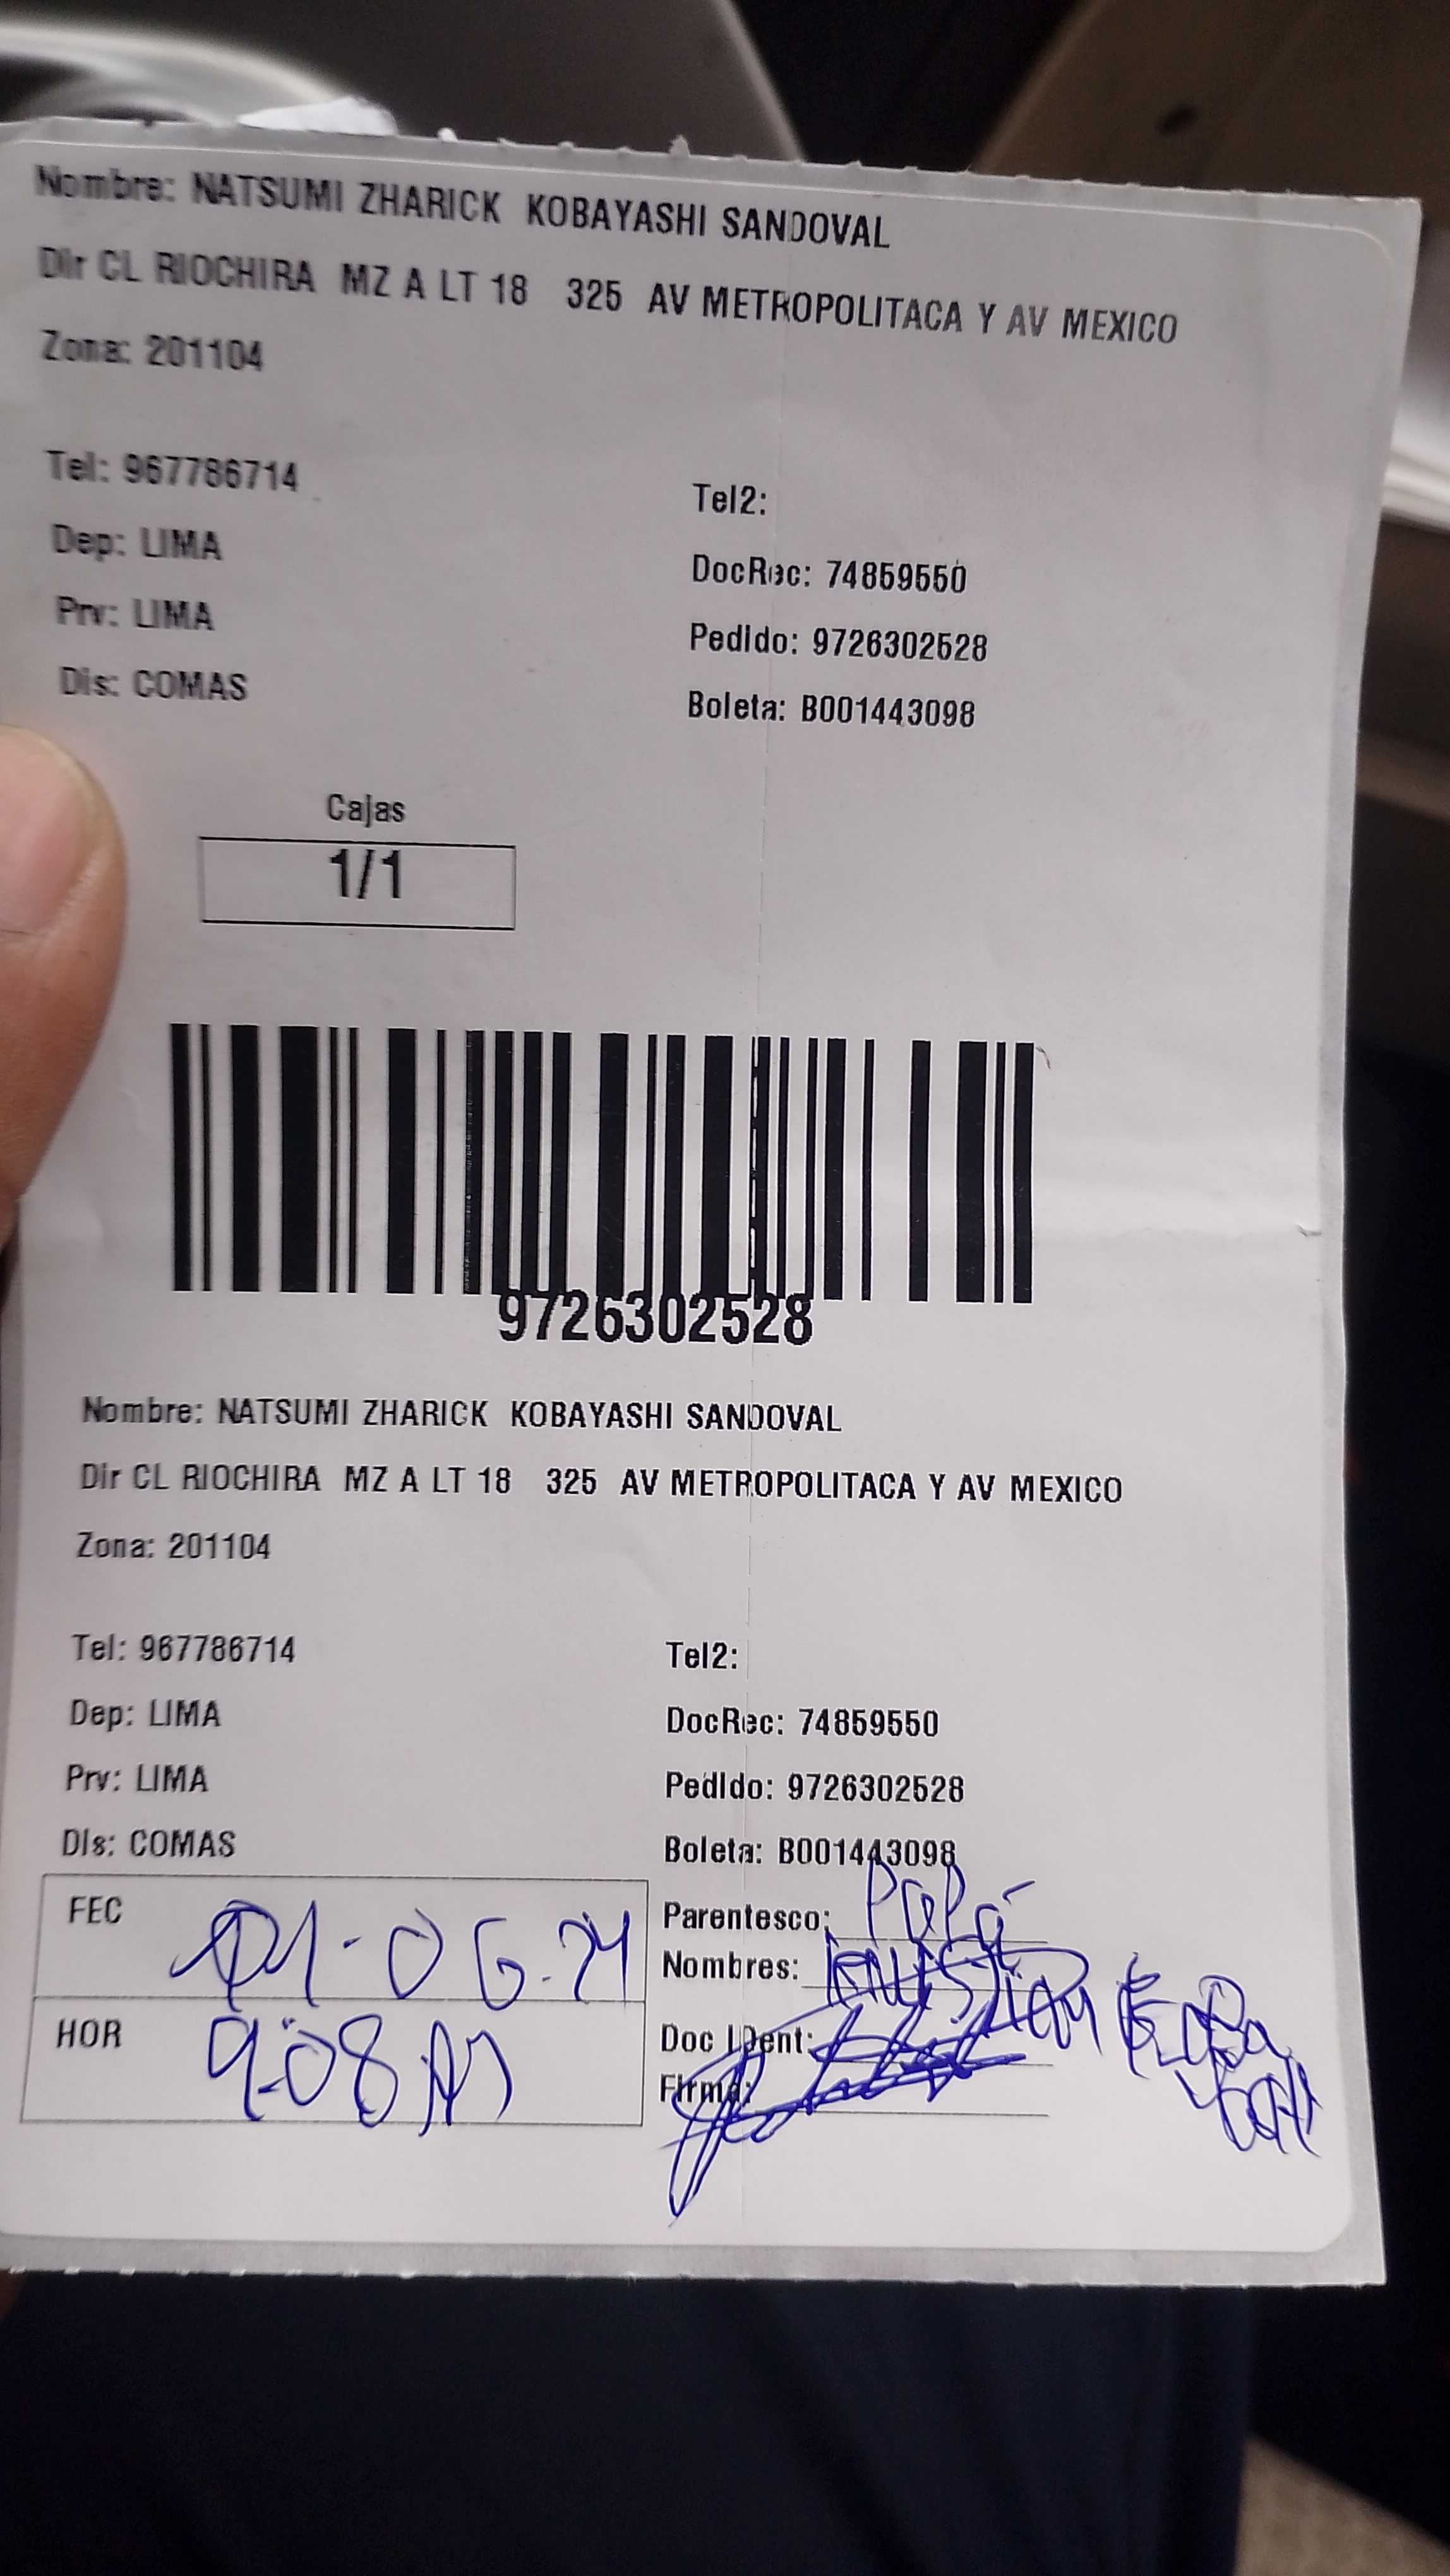 Nombre: NATSUMI ZHARICK KOBAYASHI SANDOVAL
Dir CL RIOCHIRA MZ A LT 18 325 AV METROPOLITACA Y AV MEXICO
Zona: 201104
Tel: 967786714 Tel2:
Dep: LIMA DocRec: 74859550
Prv: LIMA Pedido: 9726302528
Dis: COMAS Boleta: B001443098
Cajas
1/1
9726302528
Nombre: NATSUMI ZHARICK KOBAYASHI SANDOVAL
Dir CL RIOCHIRA MZ A LT 18 325 AV METROPOLITACA Y AV MEXICO
Zona: 201104
Tel: 967786714 Tel2:
Dep: LIMA DocRec: 74859550
Prv: LIMA Pedido: 9726302528
Dis: COMAS Boleta: B001443098
FEC Parentesco: Papá
Nombres:
HOR 9:08 Doc IDent:
Firma: